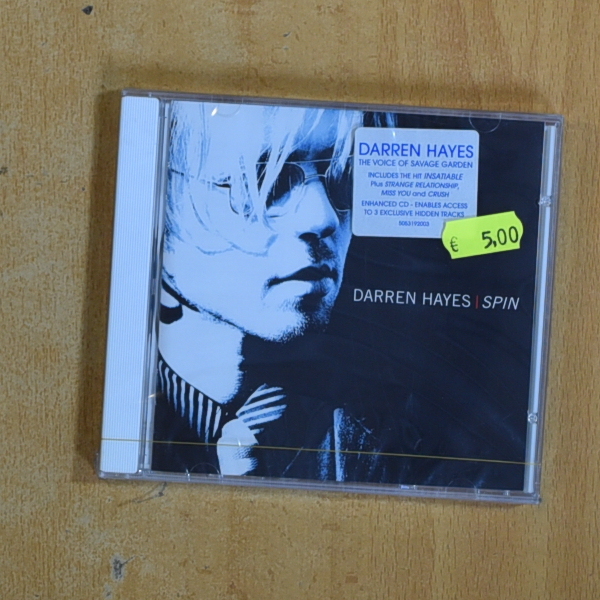 DARREN HAYES
THE VOICE OF SAVAGE GARDEN
INCLUDES THE HIT INSATIABLE
Plus STRANGE RELATIONSHIP,
MISS YOU and CRUSH
ENHANCED CD - ENABLES ACCESS
TO 3 EXCLUSIVE HIDDEN TRACKS
5053192003
€ 5,00
DARREN HAYES | SPIN